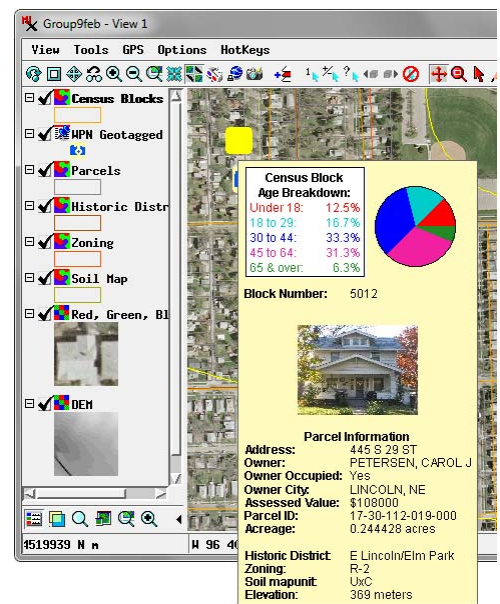 Group9feb - View 1
View Tools GPS Options HotKeys
Census Blocks
WPN Geotagged
Parcels
Historic Distr
Zoning
Soil Map
Red, Green, Bl
DEM
4519939 N m
W 96 40
Census Block
Age Breakdown:
Under 18: 12.5%
18 to 29: 16.7%
30 to 44: 33.3%
45 to 64: 31.3%
65 & over: 6.3%
Block Number: 5012
Parcel Information
Address: 445 S 29 ST
Owner: PETERSEN, CAROL J
Owner Occupied: Yes
Owner City: LINCOLN, NE
Assessed Value: $108000
Parcel ID: 17-30-112-019-000
Acreage: 0.244428 acres
Historic District: E Lincoln/Elm Park
Zoning: R-2
Soil mapunit: UxC
Elevation: 369 meters